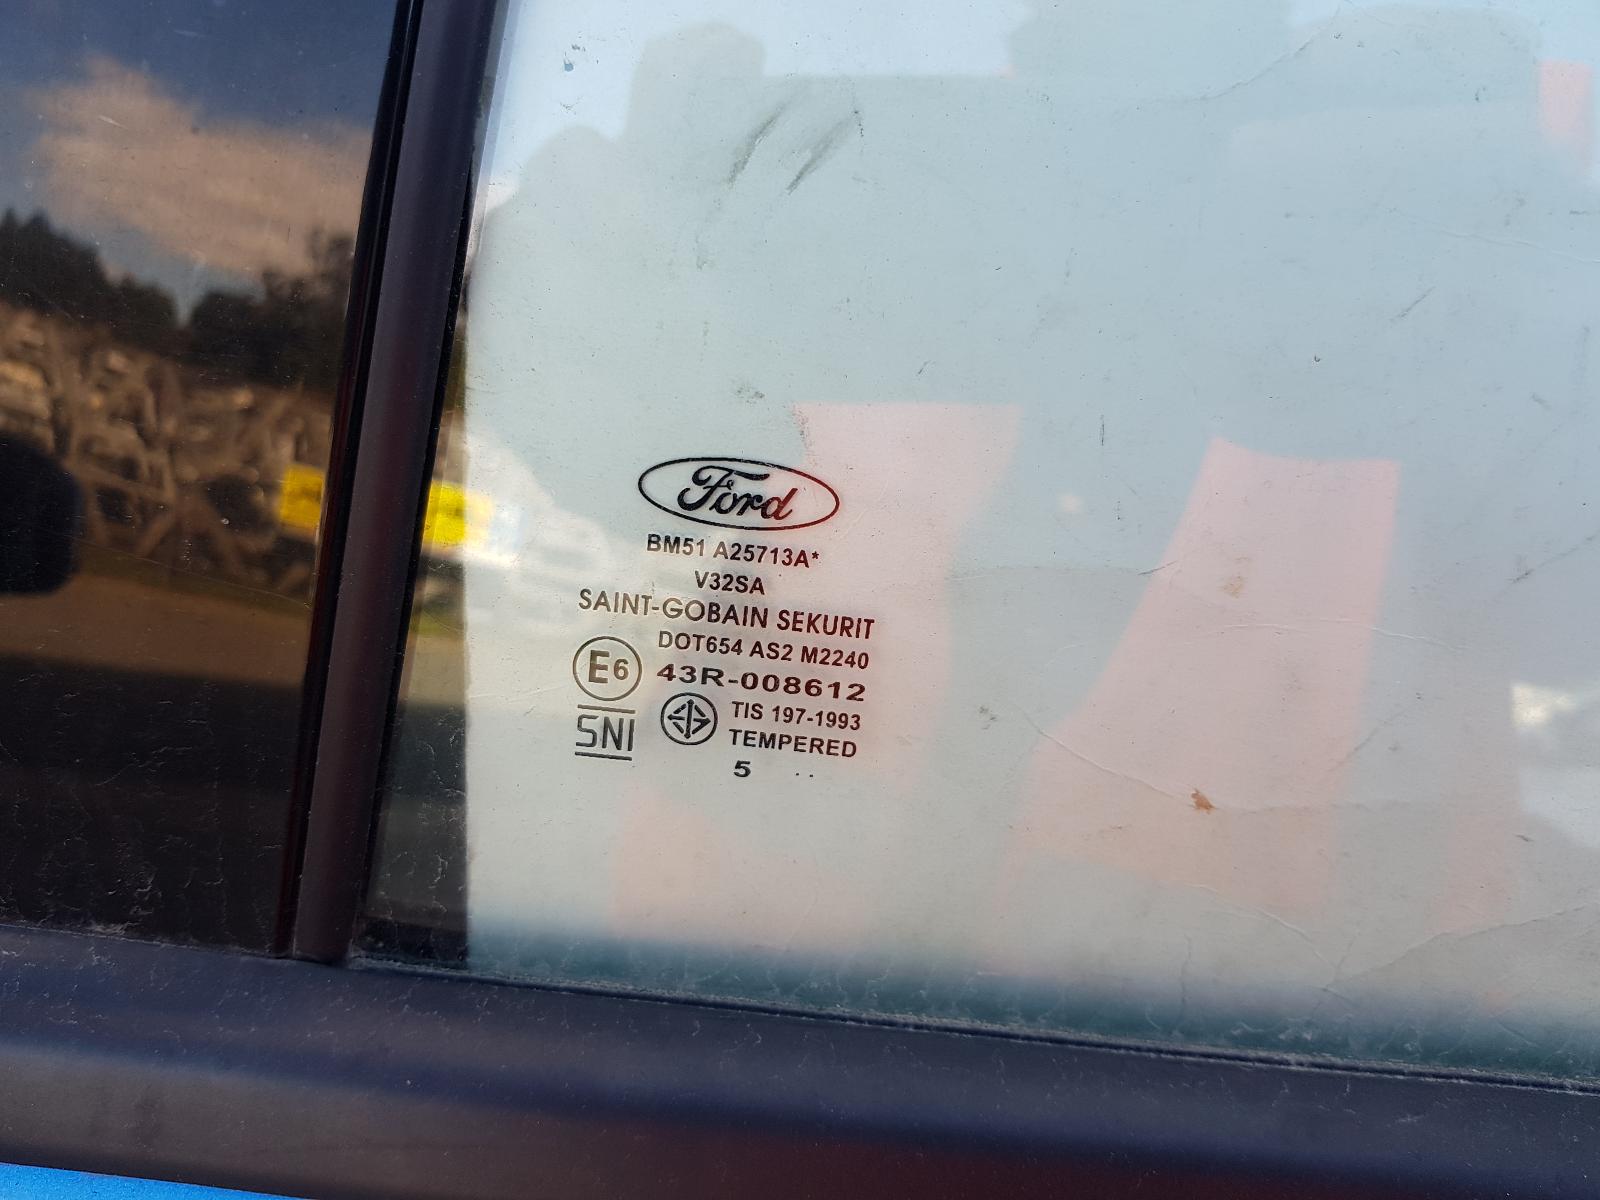 Ford
BM51 A25713A*
V32SA
SAINT-GOBAIN SEKURIT
DOT654 AS2 M2240
E6 43R-008612
SNI TIS 197-1993
TEMPERED
5 ..